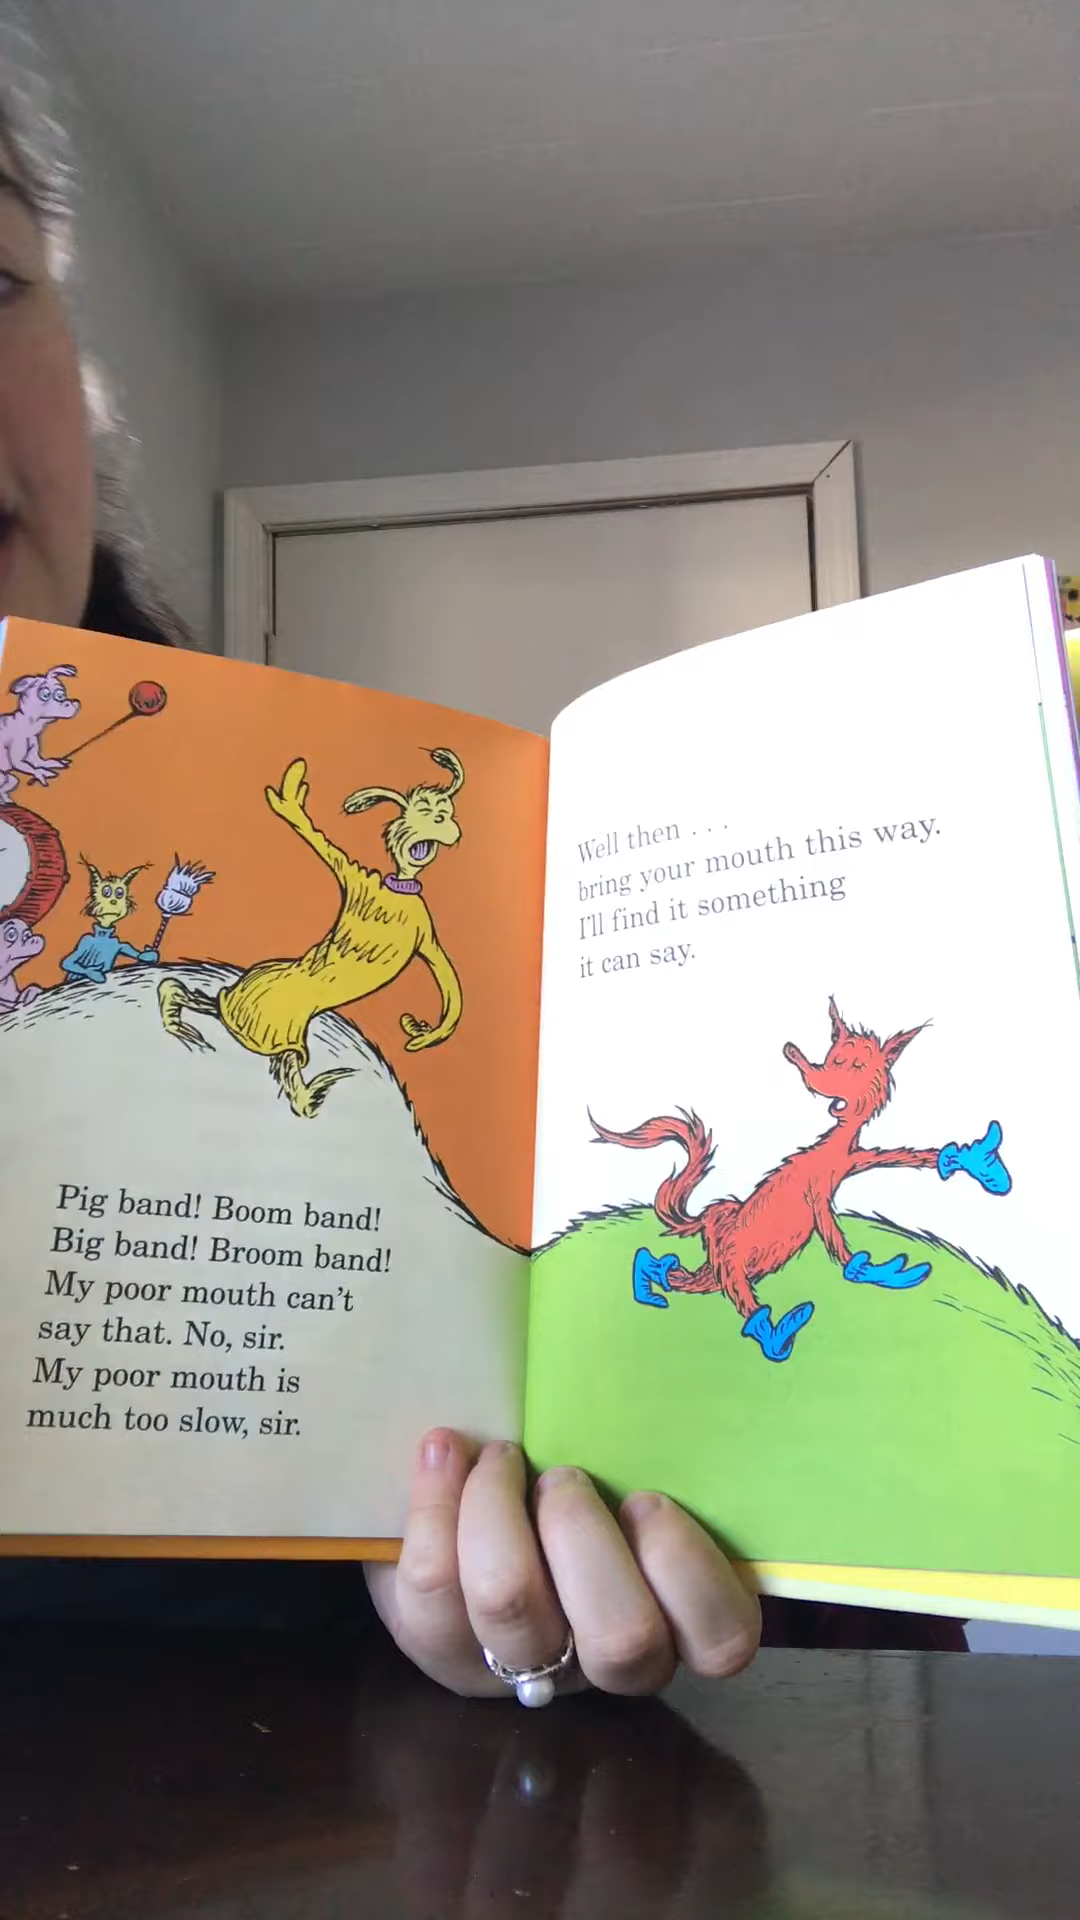 Pig band! Boom band!
Big band! Broom band!
My poor mouth can't
say that. No, sir.
My poor mouth is
much too slow, sir.
Well then . . .
bring your mouth this way.
I'll find it something
it can say.